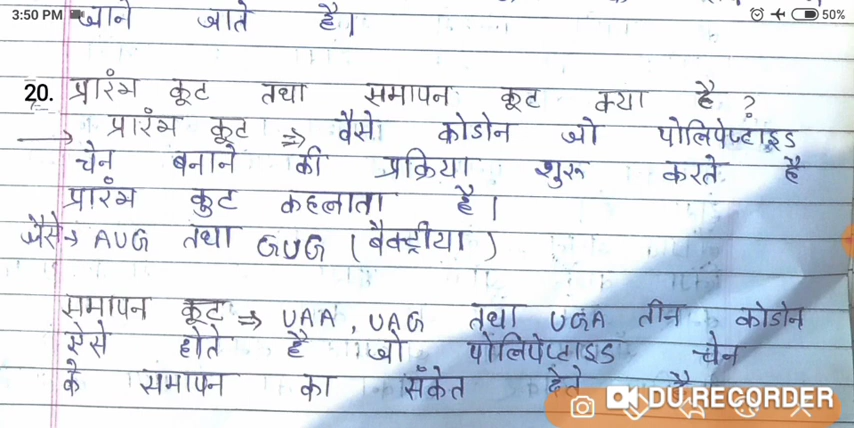 3:50 PM 50%
जाने जाते है।
20. प्रारंभ कूट तथा समापन कूट क्या है ?
→ प्रारंभ कूट ⇒ वैसे कोडोन जो पोलिपेप्टाइड
चेन बनाने की प्रक्रिया शुरू करते है
प्रारंभ कुट कहलाता है।
जैसे→ AUG तथा GUG (बैक्ट्रीया)
समापन कूट ⇒ UAA, UAG तथा UGA तीन कोडोन
ऐसे होते है जो पोलिपेप्टाइड चेन
के समापन का संकेत देते है
DU RECORDER